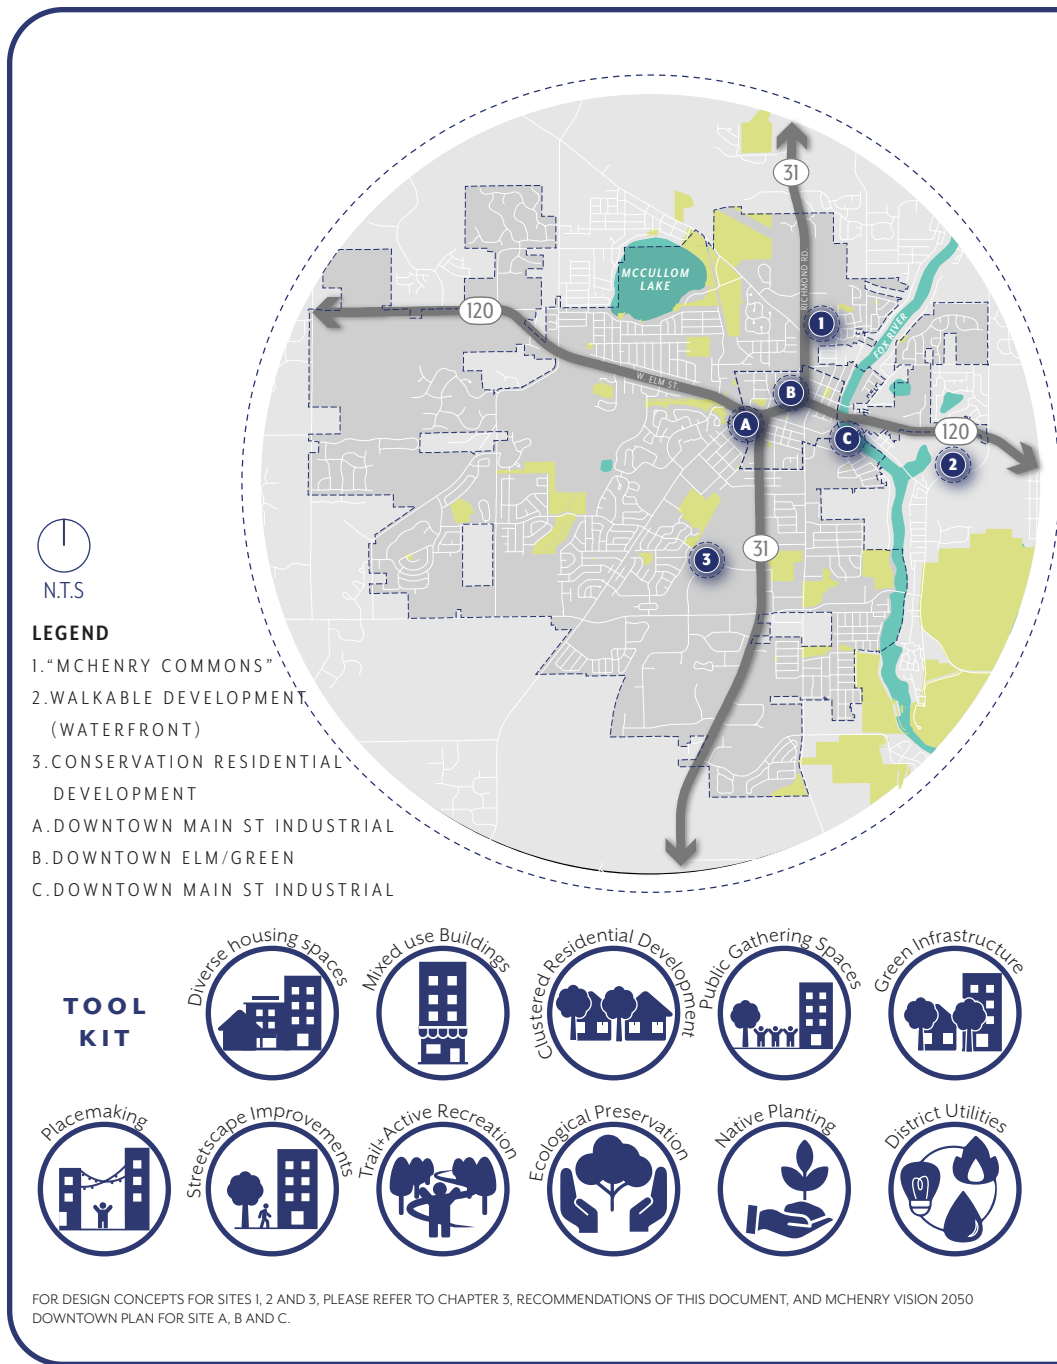 31
RICHMOND RD.
MCCULLOM
LAKE
120
1
FOX RIVER
W. ELM ST.
B
A
C
120
2
31
3
N.T.S
LEGEND
1.“MCHENRY COMMONS”
2.WALKABLE DEVELOPMENT
(WATERFRONT)
3.CONSERVATION RESIDENTIAL
DEVELOPMENT
A.DOWNTOWN MAIN ST INDUSTRIAL
B.DOWNTOWN ELM/GREEN
C.DOWNTOWN MAIN ST INDUSTRIAL
TOOL
KIT
Diverse housing spaces
Mixed use Buildings
Clustered Residential Development
Public Gathering Spaces
Green Infrastructure
Placemaking
Streetscape Improvements
Trail+Active Recreation
Ecological Preservation
Native Planting
District Utilities
FOR DESIGN CONCEPTS FOR SITES 1, 2 AND 3, PLEASE REFER TO CHAPTER 3, RECOMMENDATIONS OF THIS DOCUMENT, AND MCHENRY VISION 2050
DOWNTOWN PLAN FOR SITE A, B AND C.